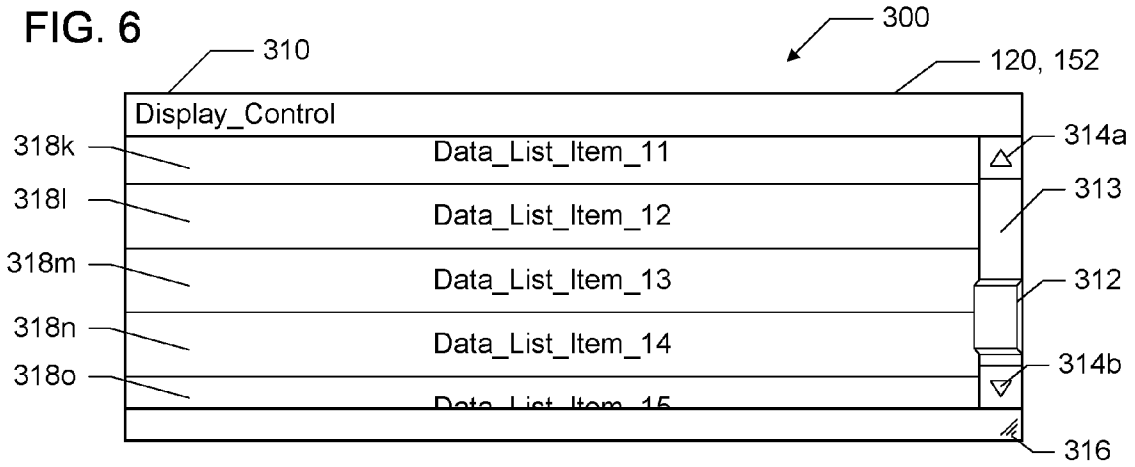 FIG. 6
300
310
120, 152
Display_Control
318k
Data_List_Item_11
314a
318l
Data_List_Item_12
313
318m
Data_List_Item_13
312
318n
Data_List_Item_14
318o
Data_List_Item_15
314b
316